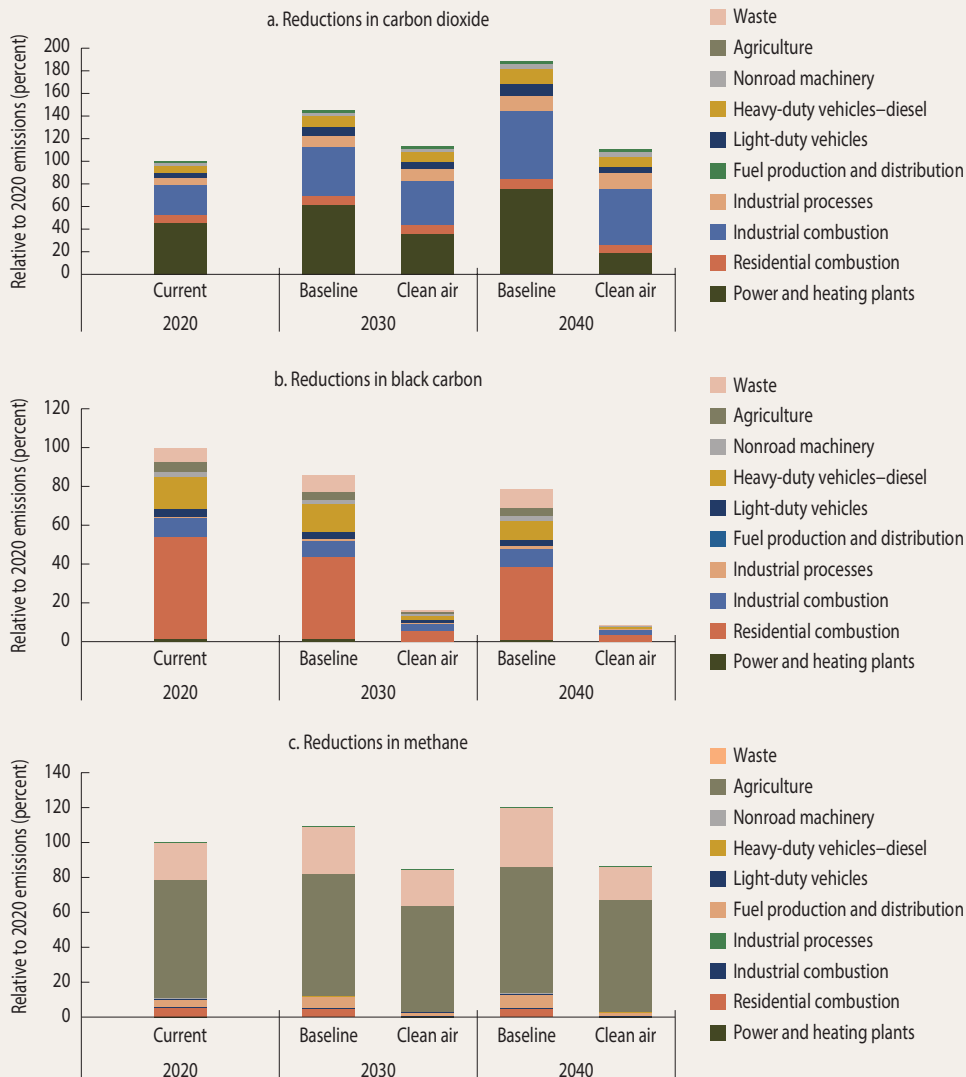 a. Reductions in carbon dioxide
Relative to 2020 emissions (percent)
200
180
160
140
120
100
80
60
40
20
0
Current
Baseline
Clean air
Baseline
Clean air
2020
2030
2040
Waste
Agriculture
Nonroad machinery
Heavy-duty vehicles–diesel
Light-duty vehicles
Fuel production and distribution
Industrial processes
Industrial combustion
Residential combustion
Power and heating plants
b. Reductions in black carbon
Relative to 2020 emissions (percent)
120
100
80
60
40
20
0
Current
Baseline
Clean air
Baseline
Clean air
2020
2030
2040
Waste
Agriculture
Nonroad machinery
Heavy-duty vehicles–diesel
Light-duty vehicles
Fuel production and distribution
Industrial processes
Industrial combustion
Residential combustion
Power and heating plants
c. Reductions in methane
Relative to 2020 emissions (percent)
140
120
100
80
60
40
20
0
Current
Baseline
Clean air
Baseline
Clean air
2020
2030
2040
Waste
Agriculture
Nonroad machinery
Heavy-duty vehicles–diesel
Light-duty vehicles
Fuel production and distribution
Industrial processes
Industrial combustion
Residential combustion
Power and heating plants